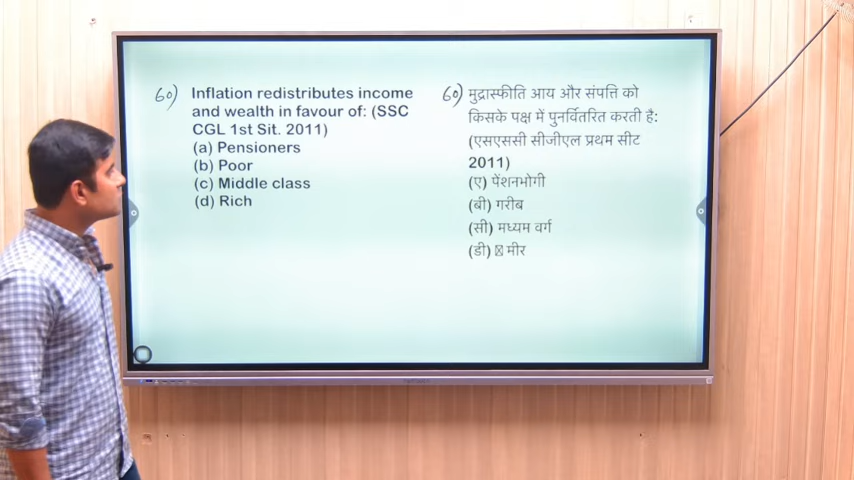 60) Inflation redistributes income
and wealth in favour of: (SSC
CGL 1st Sit. 2011)
(a) Pensioners
(b) Poor
(c) Middle class
(d) Rich
60) मुद्रास्फीति आय और संपत्ति को
किसके पक्ष में पुनर्वितरित करती है:
(एसएससी सीजीएल प्रथम सीट
2011)
(ए) पेंशनभोगी
(बी) गरीब
(सी) मध्यम वर्ग
(डी) मीर